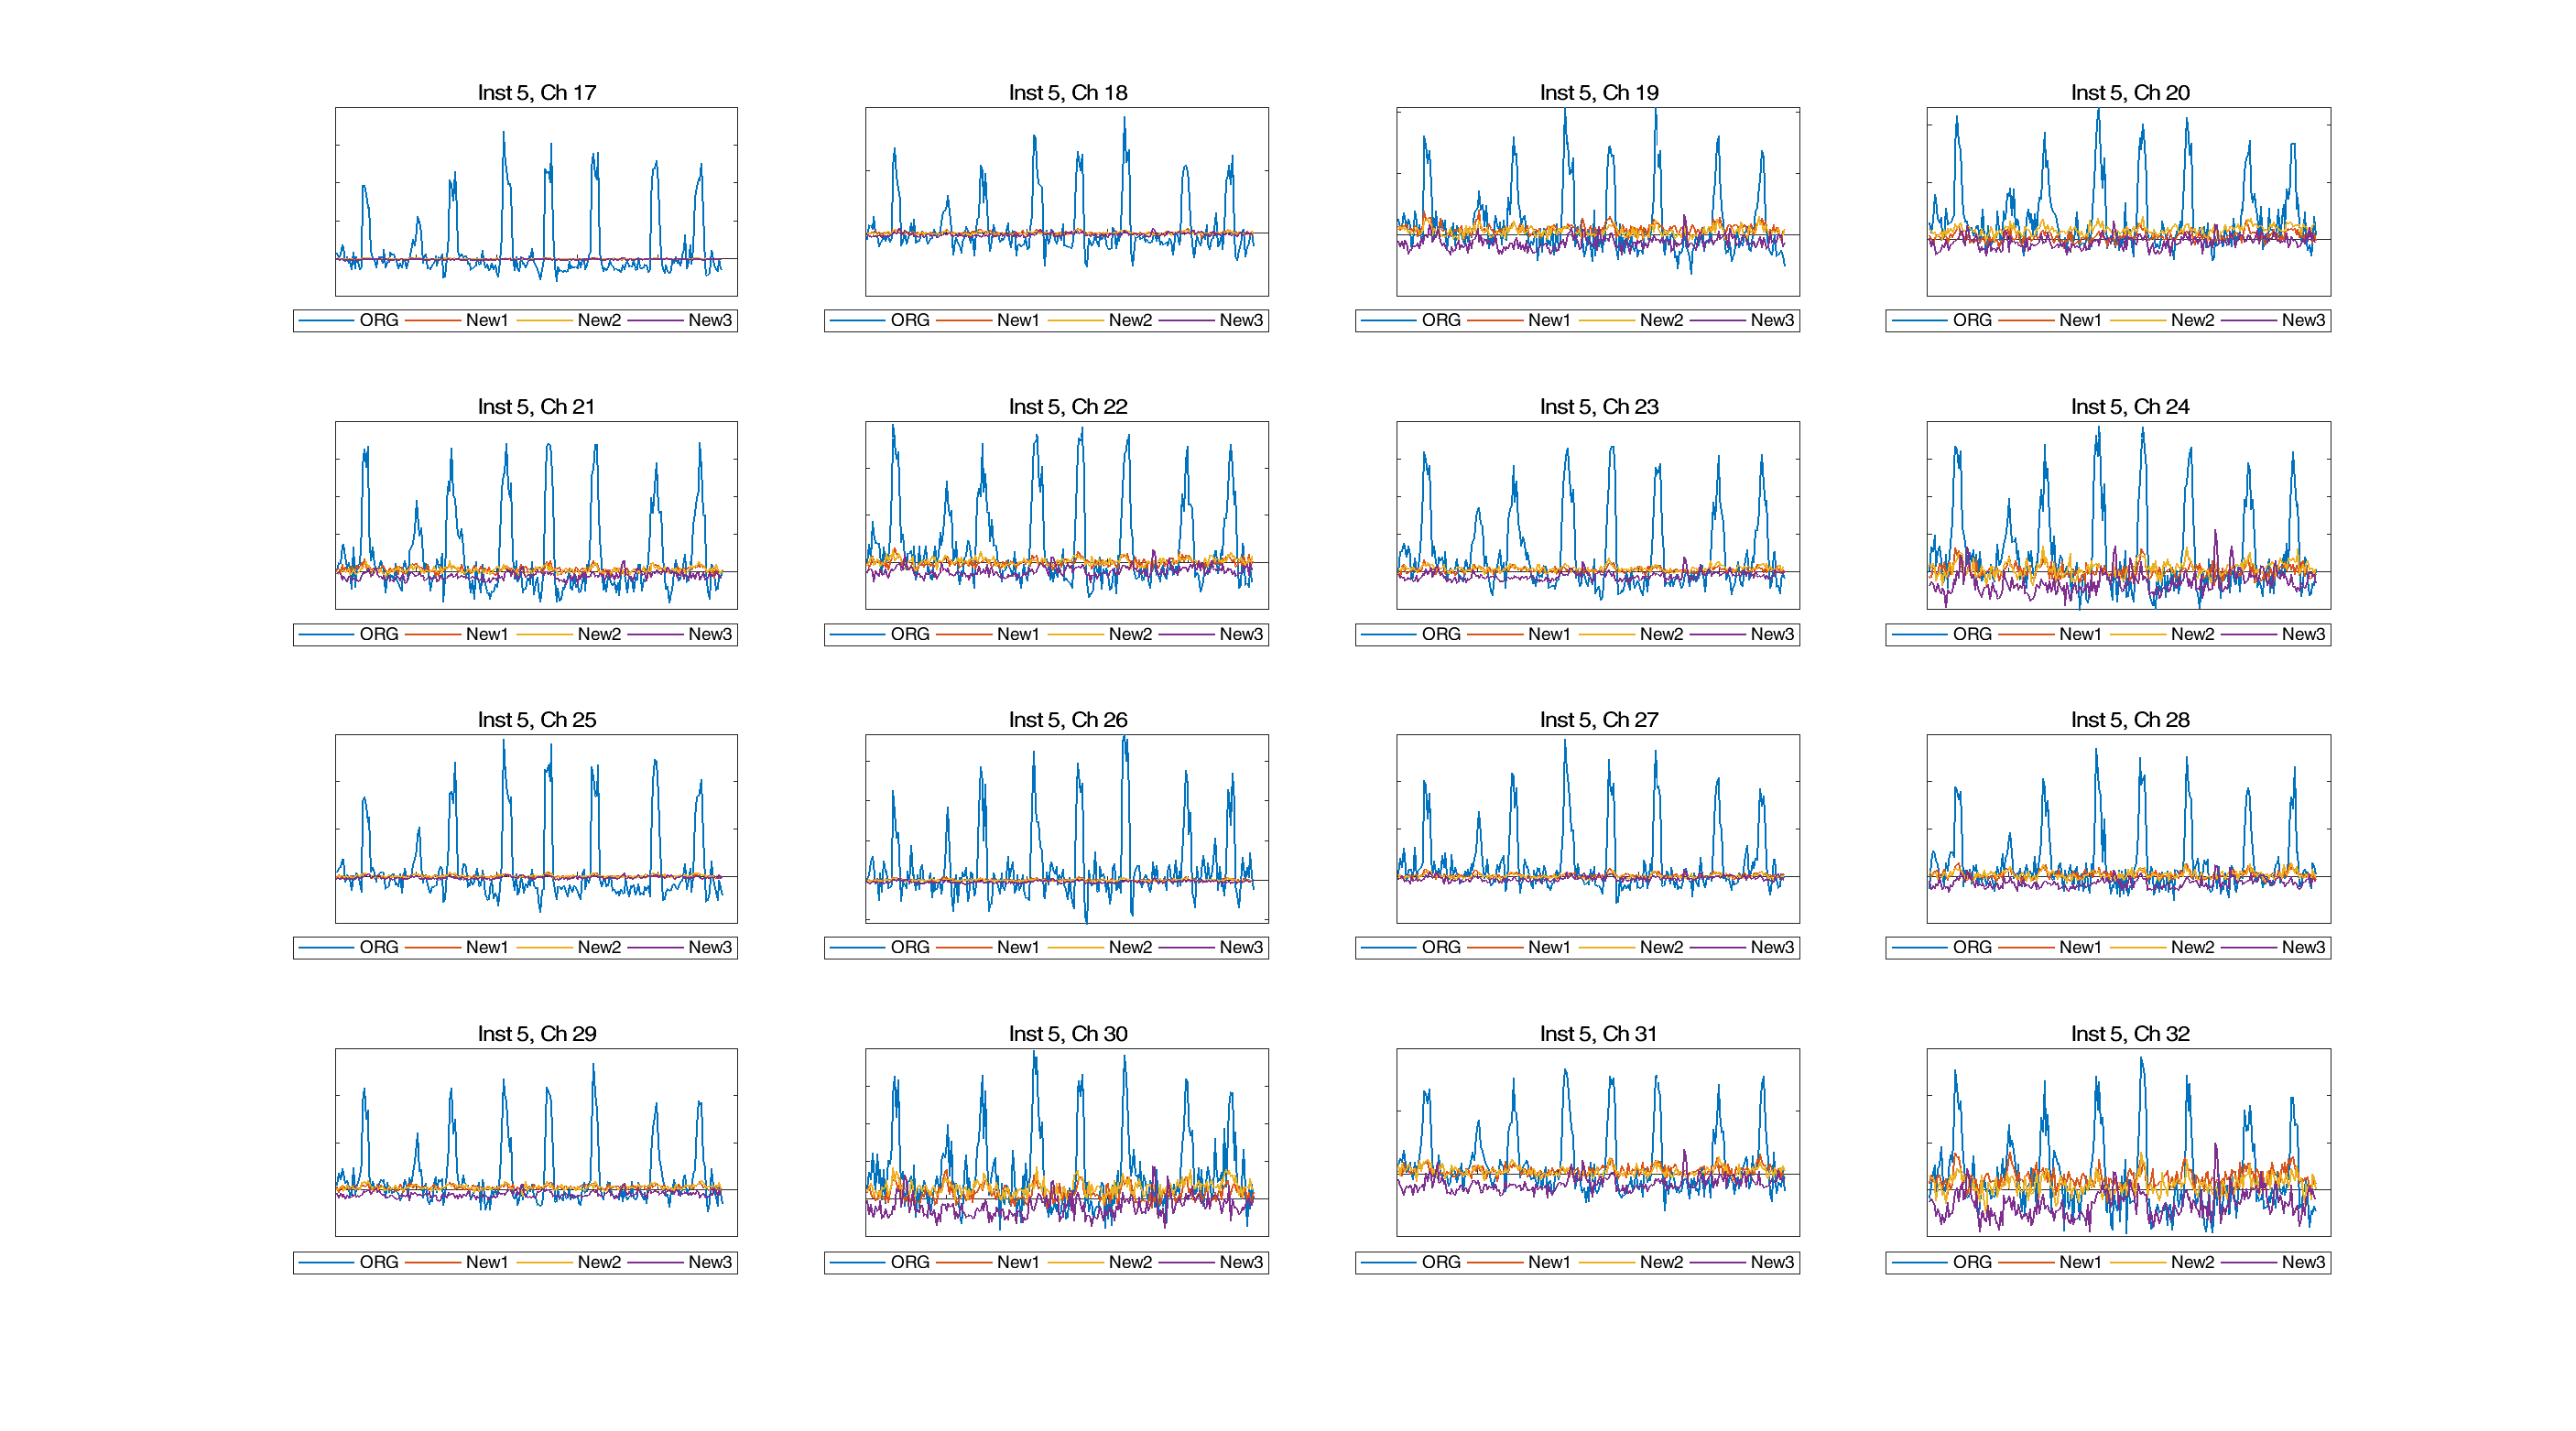 Inst 5, Ch 17
Inst 5, Ch 18
Inst 5, Ch 19
Inst 5, Ch 20
ORG New1 New2 New3
ORG New1 New2 New3
ORG New1 New2 New3
ORG New1 New2 New3
Inst 5, Ch 21
Inst 5, Ch 22
Inst 5, Ch 23
Inst 5, Ch 24
ORG New1 New2 New3
ORG New1 New2 New3
ORG New1 New2 New3
ORG New1 New2 New3
Inst 5, Ch 25
Inst 5, Ch 26
Inst 5, Ch 27
Inst 5, Ch 28
ORG New1 New2 New3
ORG New1 New2 New3
ORG New1 New2 New3
ORG New1 New2 New3
Inst 5, Ch 29
Inst 5, Ch 30
Inst 5, Ch 31
Inst 5, Ch 32
ORG New1 New2 New3
ORG New1 New2 New3
ORG New1 New2 New3
ORG New1 New2 New3